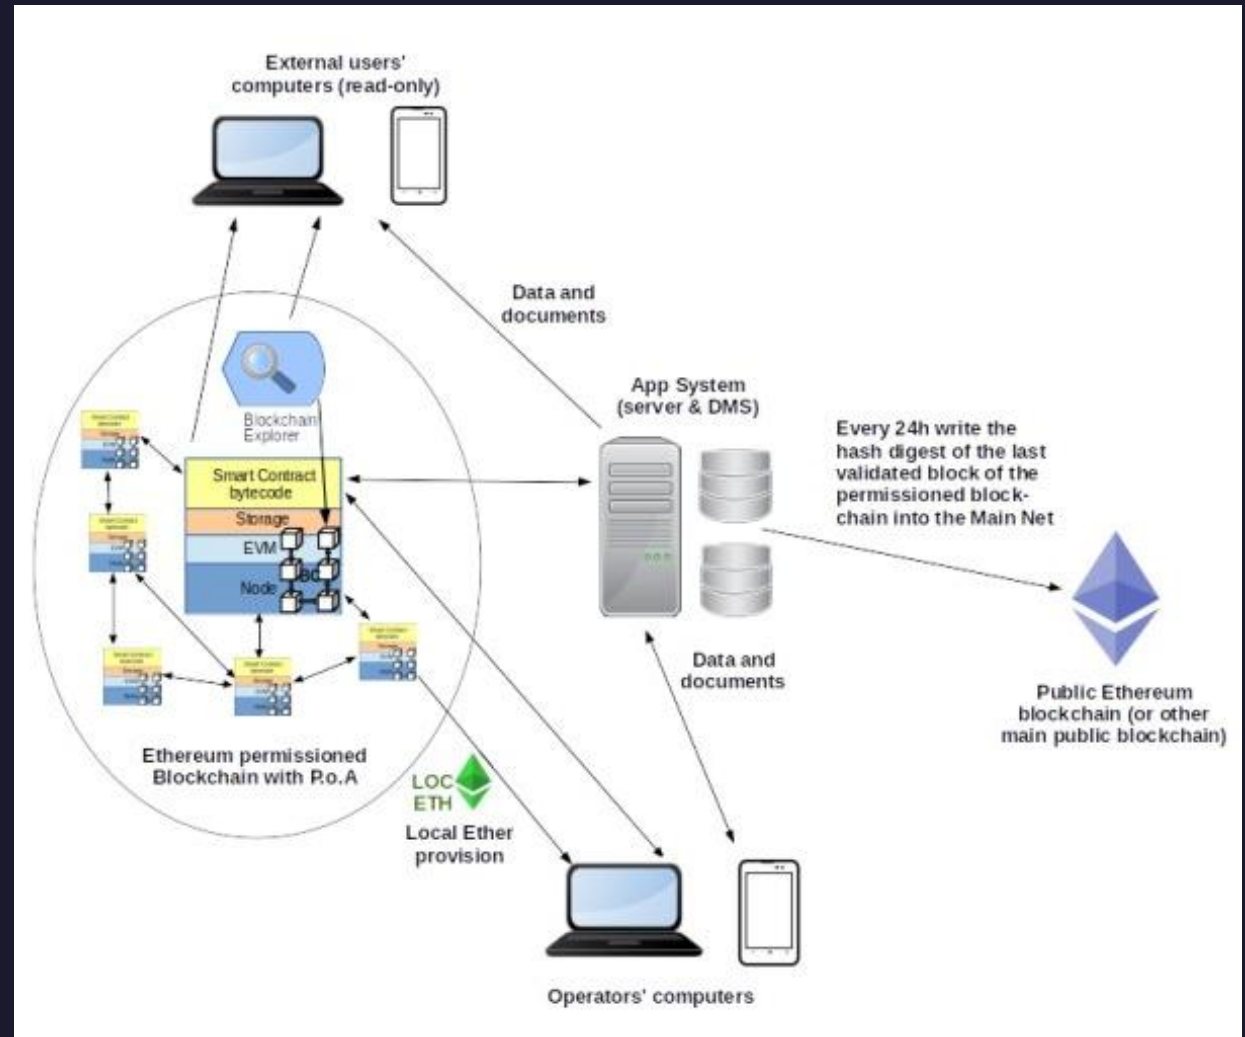 External users'
computers (read-only)
Data and
documents
App System
(server & DMS)
Every 24h write the
hash digest of the last
validated block of the
permissioned block-
chain into the Main Net
Blockchain
Explorer
Smart Contract
bytecode
Storage
EVM
Node
Data and
documents
Public Ethereum
blockchain (or other
main public blockchain)
Ethereum permissioned
Blockchain with P.o.A
LOC
ETH
Local Ether
provision
Operators' computers